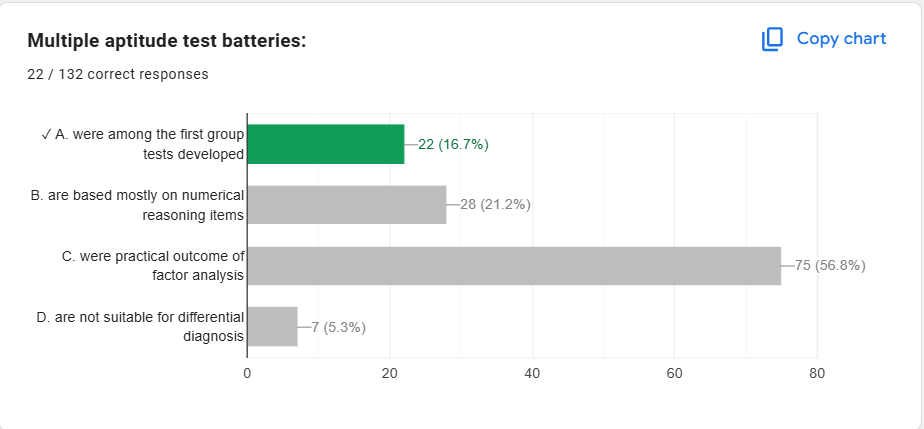 Multiple aptitude test batteries:
Copy chart
22 / 132 correct responses
✓ A. were among the first group
tests developed
22 (16.7%)
B. are based mostly on numerical
reasoning items
28 (21.2%)
C. were practical outcome of
factor analysis
75 (56.8%)
D. are not suitable for differential
diagnosis
7 (5.3%)
0 20 40 60 80